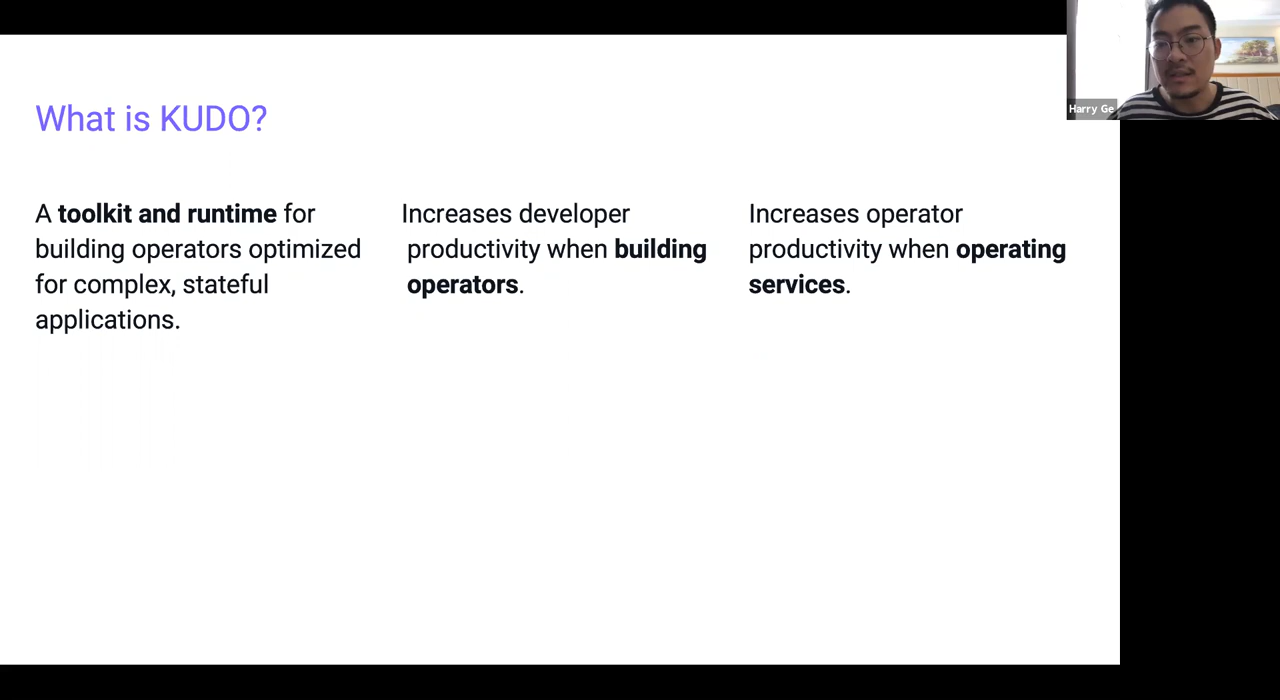 What is KUDO?
A toolkit and runtime for
building operators optimized
for complex, stateful
applications.
Increases developer
productivity when building
operators.
Increases operator
productivity when operating
services.
Harry Ge